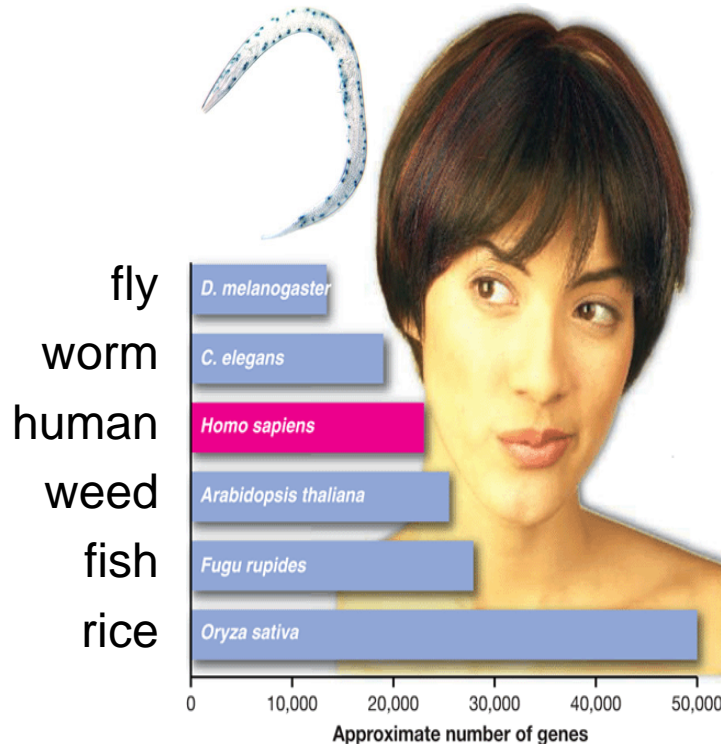 fly D. melanogaster
worm C. elegans
human Homo sapiens
weed Arabidopsis thaliana
fish Fugu rupides
rice Oryza sativa
0 10,000 20,000 30,000 40,000 50,000
Approximate number of genes